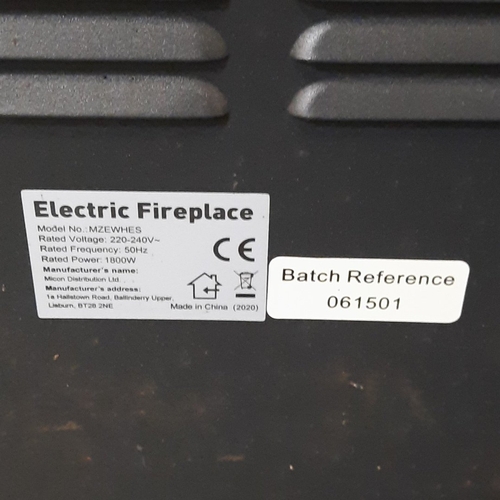 Electric Fireplace
Model No.:MZEWHES
Rated Voltage: 220-240V~
Rated Frequency: 50Hz
Rated Power: 1800W
Manufacturer's name:
Micon Distribution Ltd
Manufacturer's address:
1a Hallstown Road, Ballinderry Upper,
Lisburn, BT28 2NE
CE
Made in China (2020)
Batch Reference
061501